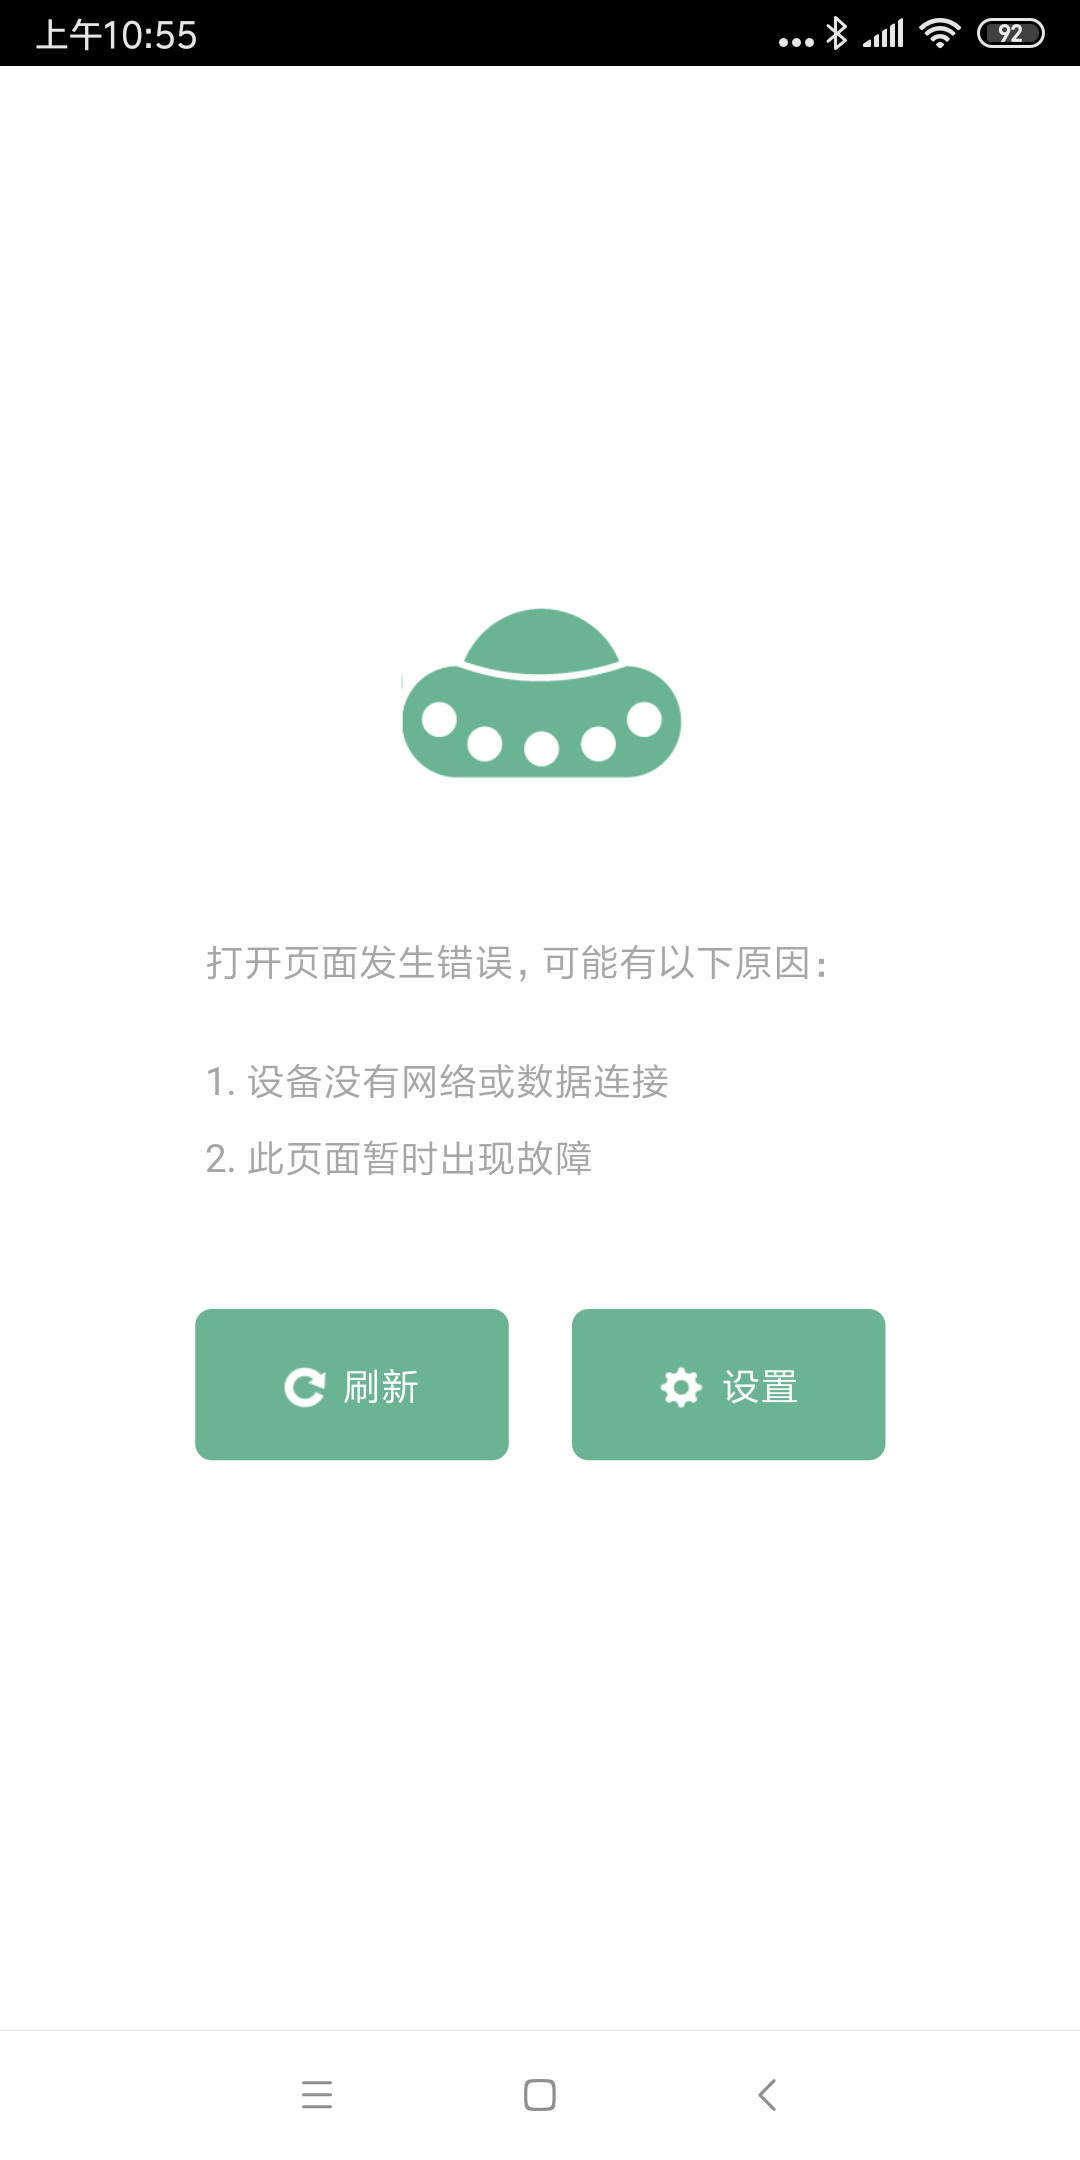 上午10:55
92
打开页面发生错误，可能有以下原因：
1. 设备没有网络或数据连接
2. 此页面暂时出现故障
刷新
设置